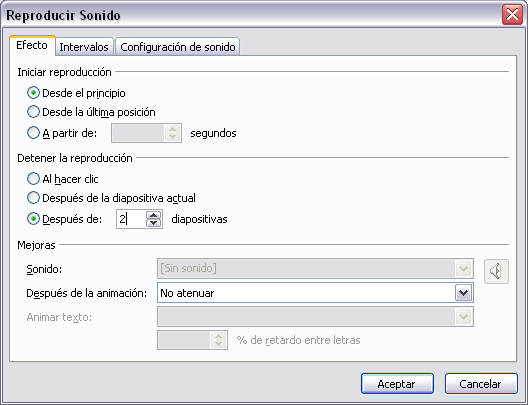 Reproducir Sonido
Efecto Intervalos Configuración de sonido
Iniciar reproducción
Desde el principio
Desde la última posición
A partir de: segundos
Detener la reproducción
Al hacer clic
Después de la diapositiva actual
Después de: 2 diapositivas
Mejoras
Sonido: [Sin sonido]
Después de la animación: No atenuar
Animar texto:
% de retardo entre letras
Aceptar Cancelar